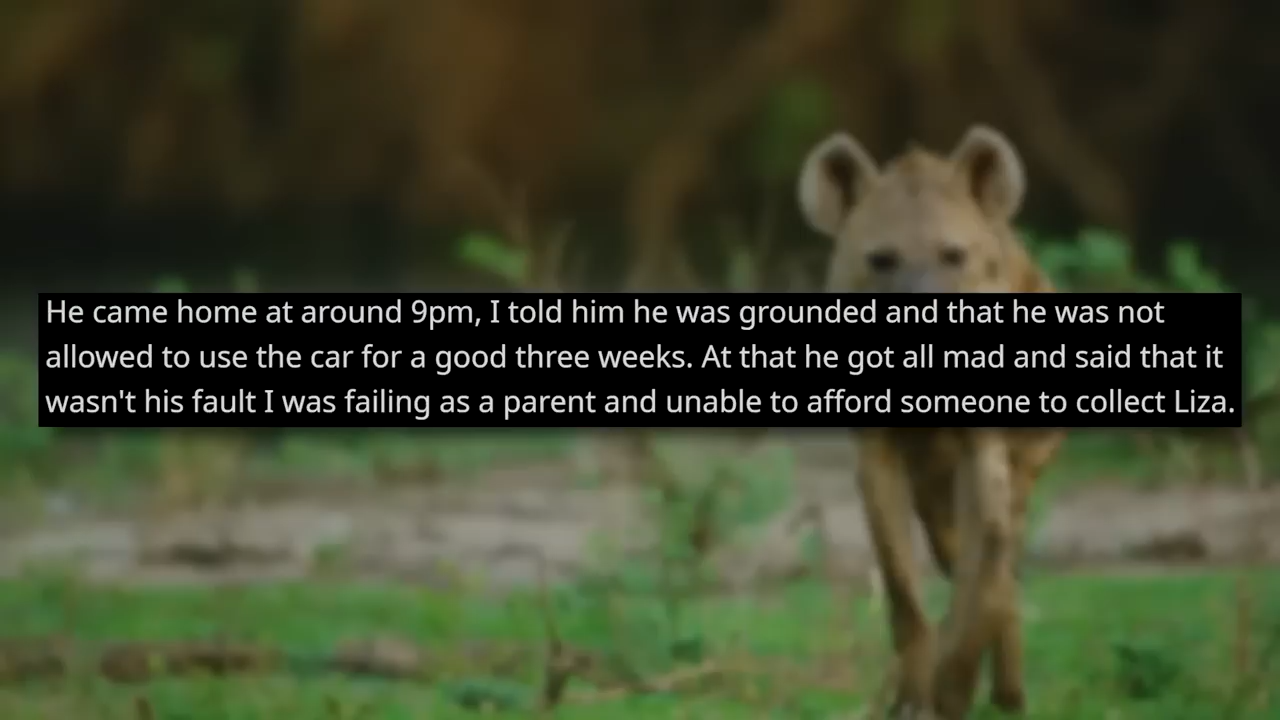 He came home at around 9pm, I told him he was grounded and that he was not
allowed to use the car for a good three weeks. At that he got all mad and said that it
wasn't his fault I was failing as a parent and unable to afford someone to collect Liza.